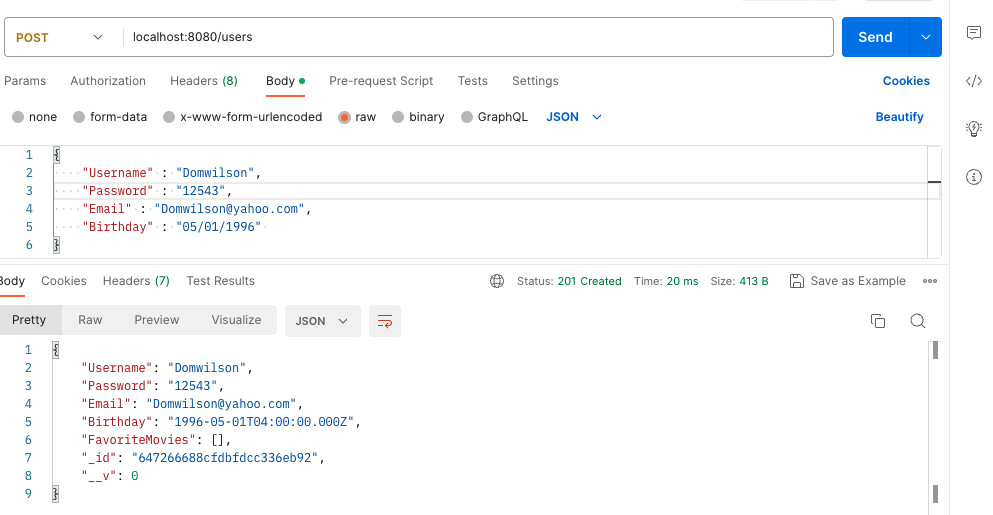 POST localhost:8080/users Send
Params Authorization Headers (8) Body Pre-request Script Tests Settings Cookies
none form-data x-www-form-urlencoded raw binary GraphQL JSON Beautify
1 {
2 "Username" : "Domwilson",
3 "Password" : "12543",
4 "Email" : "Domwilson@yahoo.com",
5 "Birthday" : "05/01/1996"
6 }
Body Cookies Headers (7) Test Results Status: 201 Created Time: 20 ms Size: 413 B Save as Example
Pretty Raw Preview Visualize JSON
1 {
2 "Username": "Domwilson",
3 "Password": "12543",
4 "Email": "Domwilson@yahoo.com",
5 "Birthday": "1996-05-01T04:00:00.000Z",
6 "FavoriteMovies": [],
7 "_id": "647266688cfdbfdcc336eb92",
8 "__v": 0
9 }